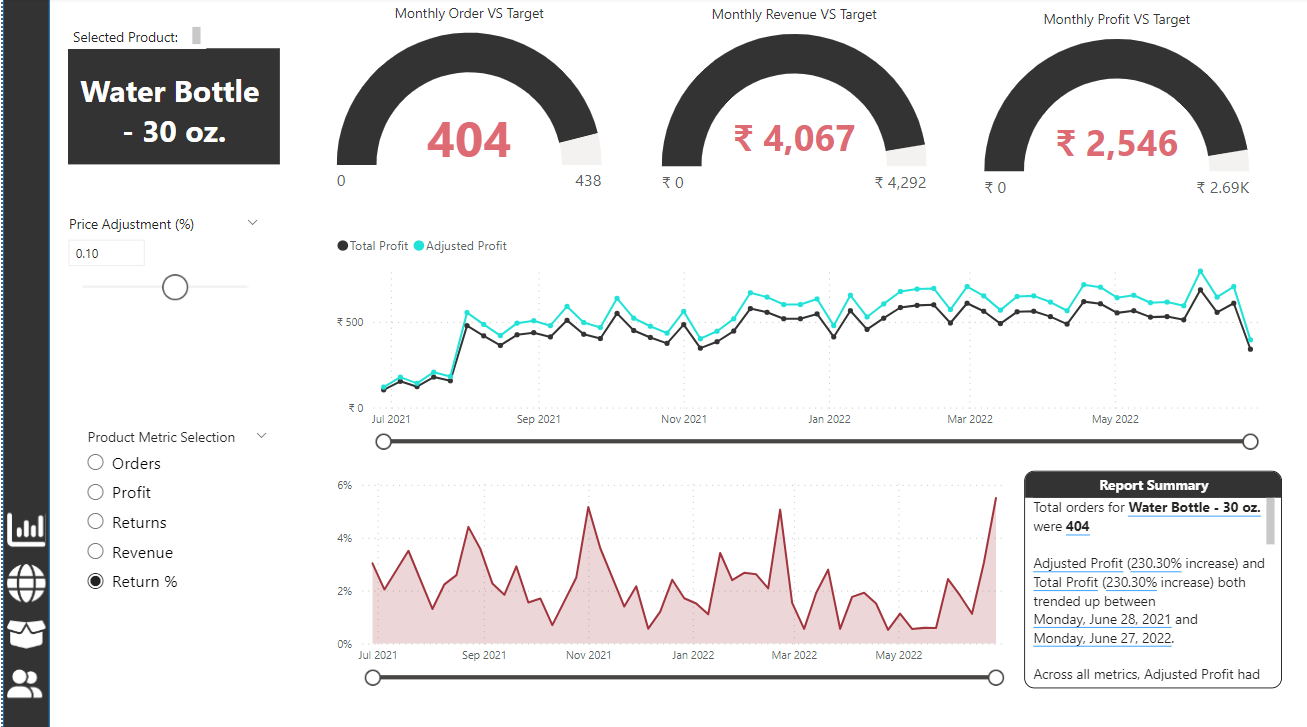 Selected Product:
Water Bottle
- 30 oz.
Monthly Order VS Target
404
0
438
Monthly Revenue VS Target
₹ 4,067
₹ 0
₹ 4,292
Monthly Profit VS Target
₹ 2,546
₹ 0
₹ 2.69K
Price Adjustment (%)
0.10
Total Profit Adjusted Profit
₹ 500
₹ 0
Jul 2021 Sep 2021 Nov 2021 Jan 2022 Mar 2022 May 2022
Product Metric Selection
Orders
Profit
Returns
Revenue
Return %
6%
4%
2%
0%
Jul 2021 Sep 2021 Nov 2021 Jan 2022 Mar 2022 May 2022
Report Summary
Total orders for Water Bottle - 30 oz.
were 404
Adjusted Profit (230.30% increase) and
Total Profit (230.30% increase) both
trended up between
Monday, June 28, 2021 and
Monday, June 27, 2022.
Across all metrics, Adjusted Profit had